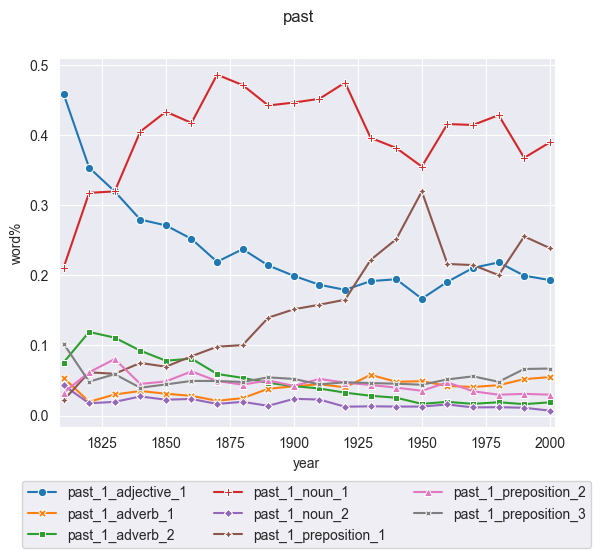 past
0.5
0.4
0.3
0.2
0.1
0.0
word%
1825 1850 1875 1900 1925 1950 1975 2000
year
past_1_adjective_1 past_1_noun_1 past_1_preposition_2
past_1_adverb_1 past_1_noun_2 past_1_preposition_3
past_1_adverb_2 past_1_preposition_1